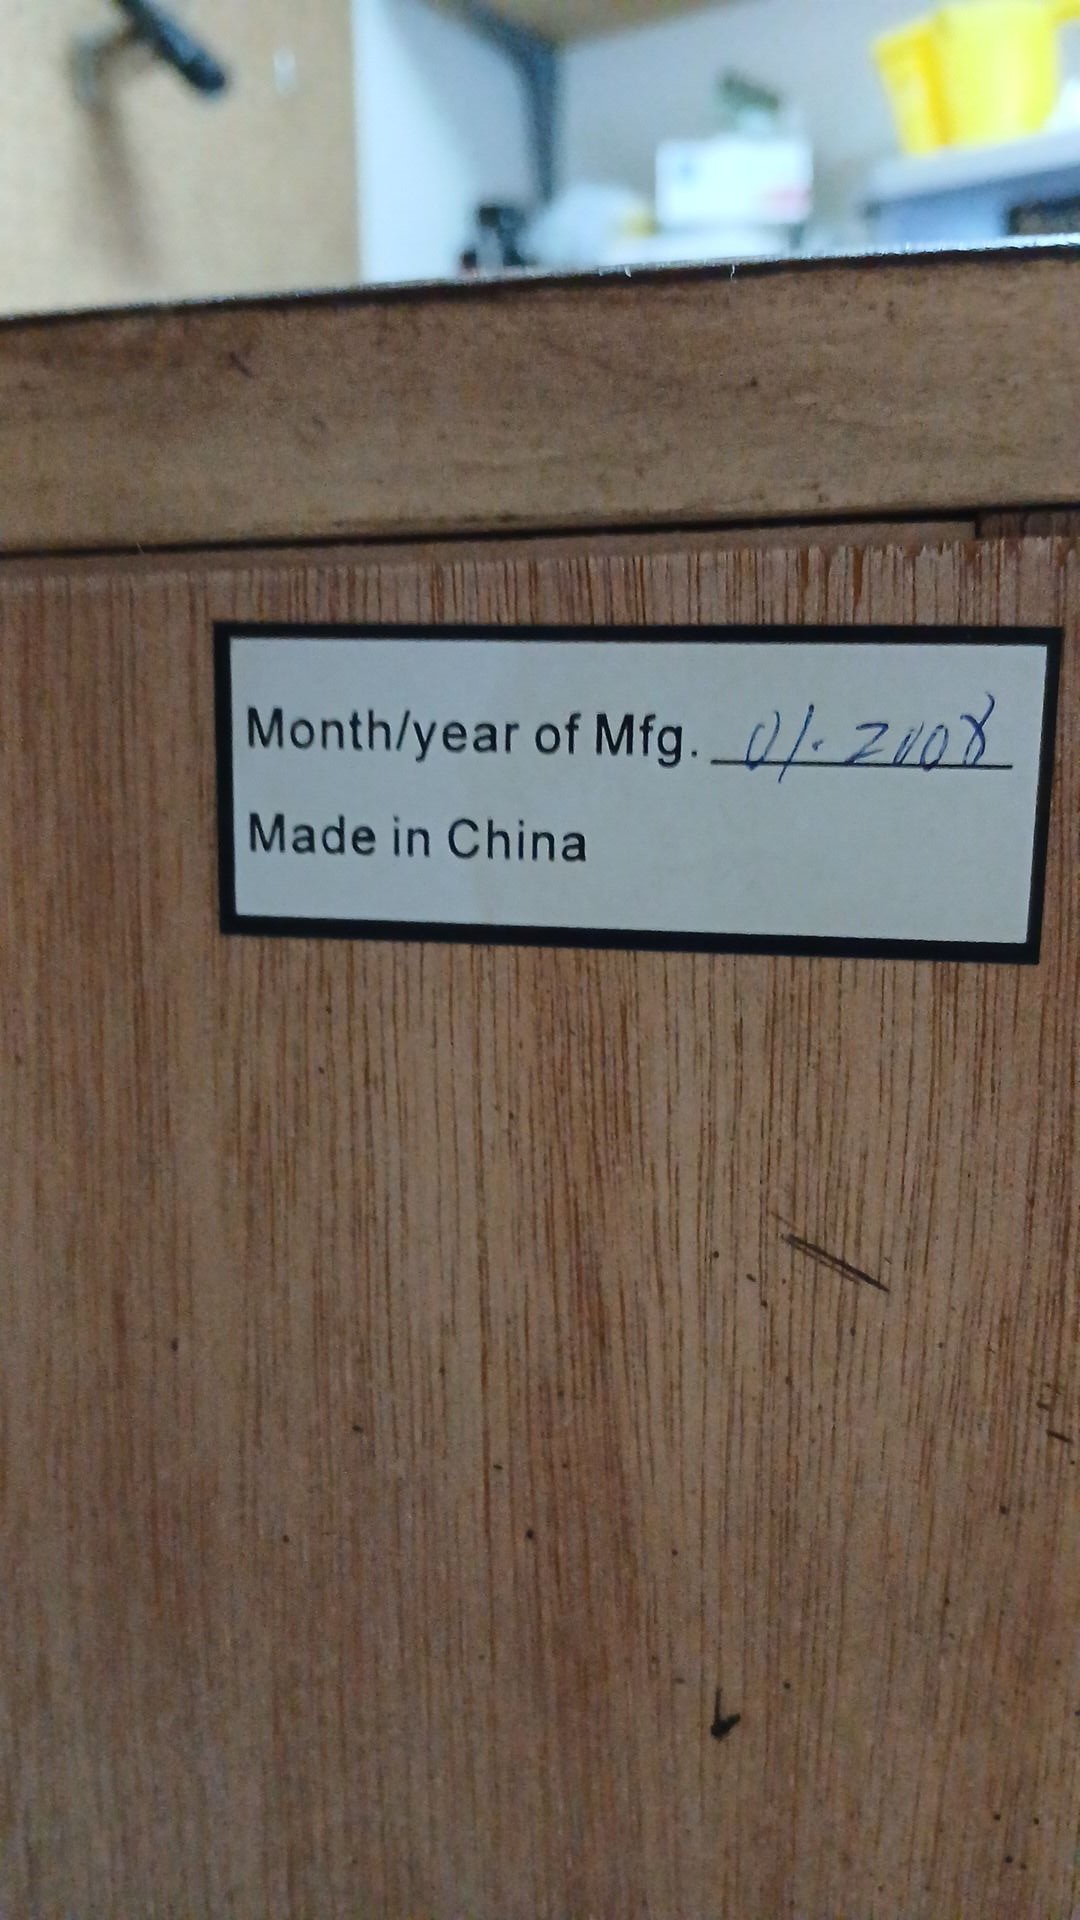 Month/year of Mfg. 01. 2008
Made in China